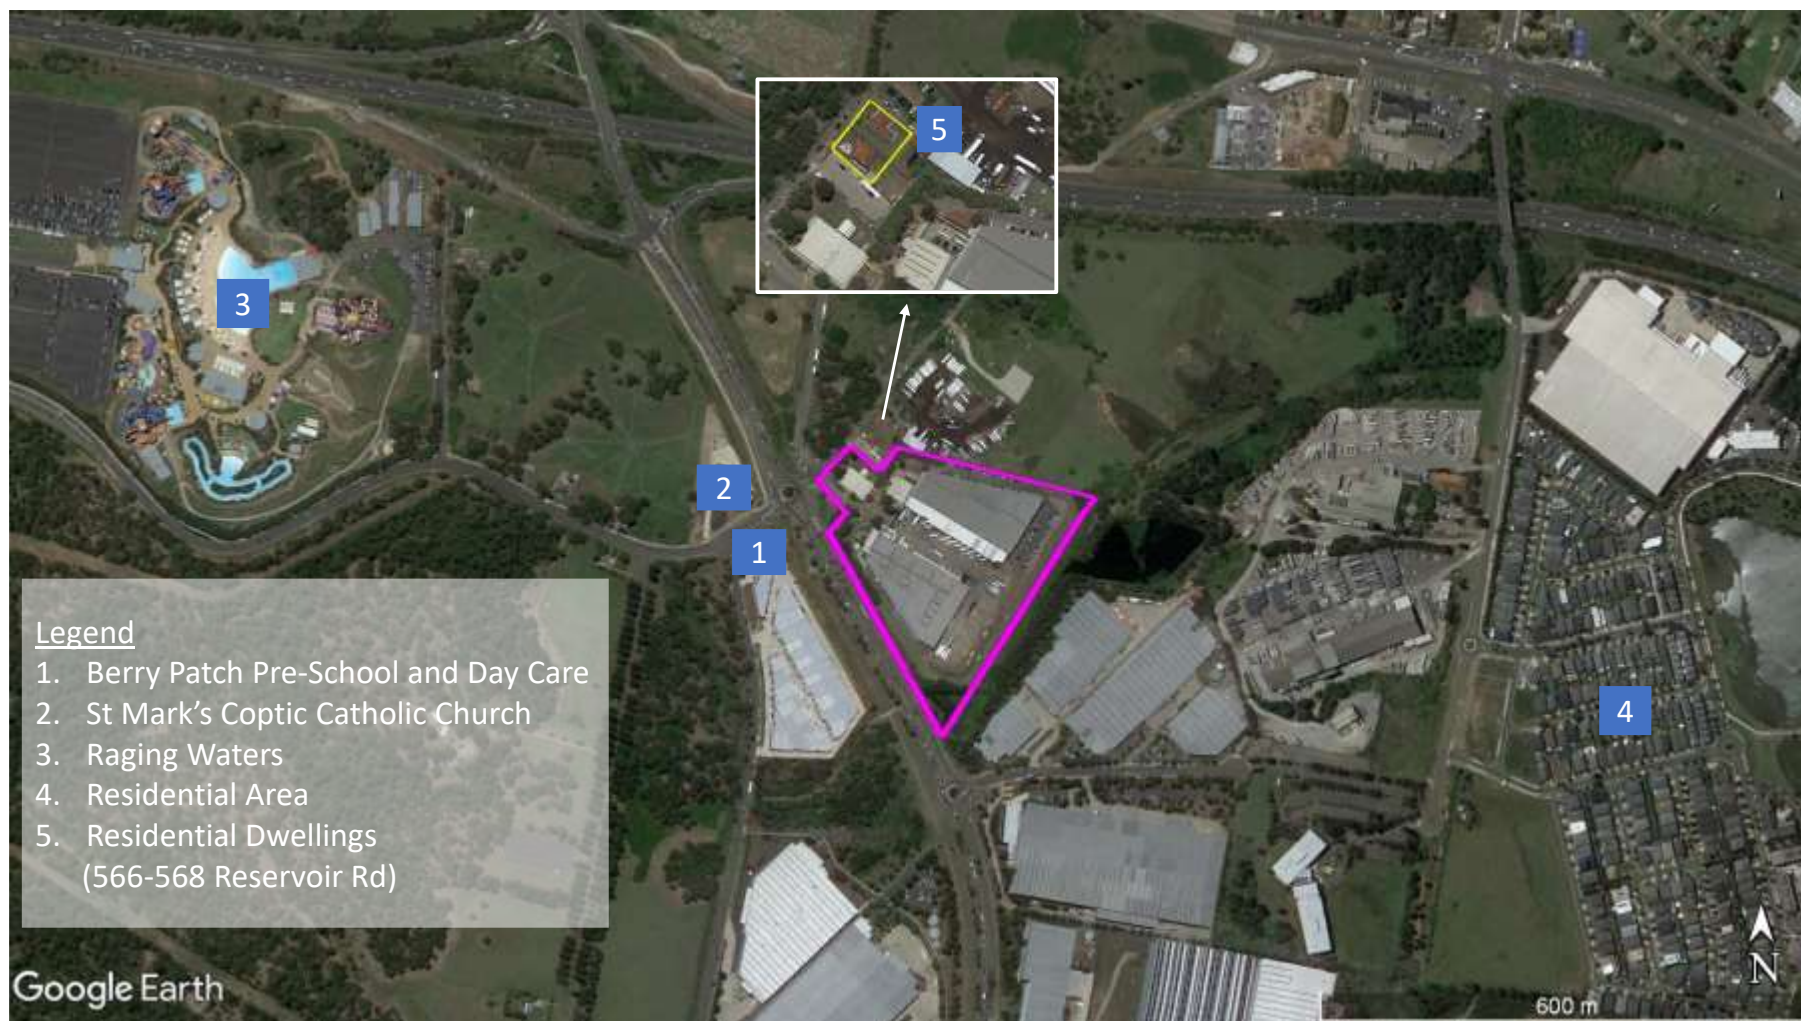 5
3
2
1
4
Legend
1. Berry Patch Pre-School and Day Care
2. St Mark’s Coptic Catholic Church
3. Raging Waters
4. Residential Area
5. Residential Dwellings
(566-568 Reservoir Rd)
Google Earth
N
600 m